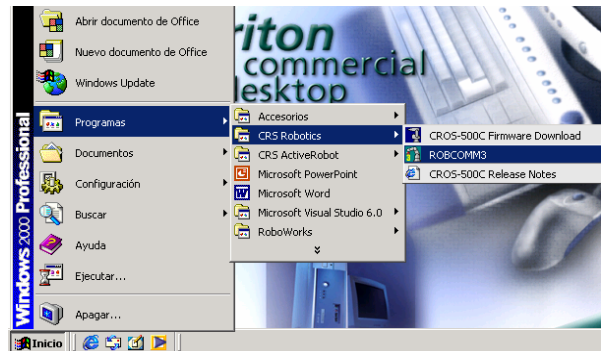 Abrir documento de Office
Nuevo documento de Office
Windows Update
Programas
Documentos
Configuración
Buscar
Ayuda
Ejecutar...
Apagar...
Windows 2000 Professional
Inicio
Accesorios
CRS Robotics
CRS ActiveRobot
Microsoft PowerPoint
Microsoft Word
Microsoft Visual Studio 6.0
RoboWorks
CROS-500C Firmware Download
ROBCOMM3
CROS-500C Release Notes
riton
commercial
desktop